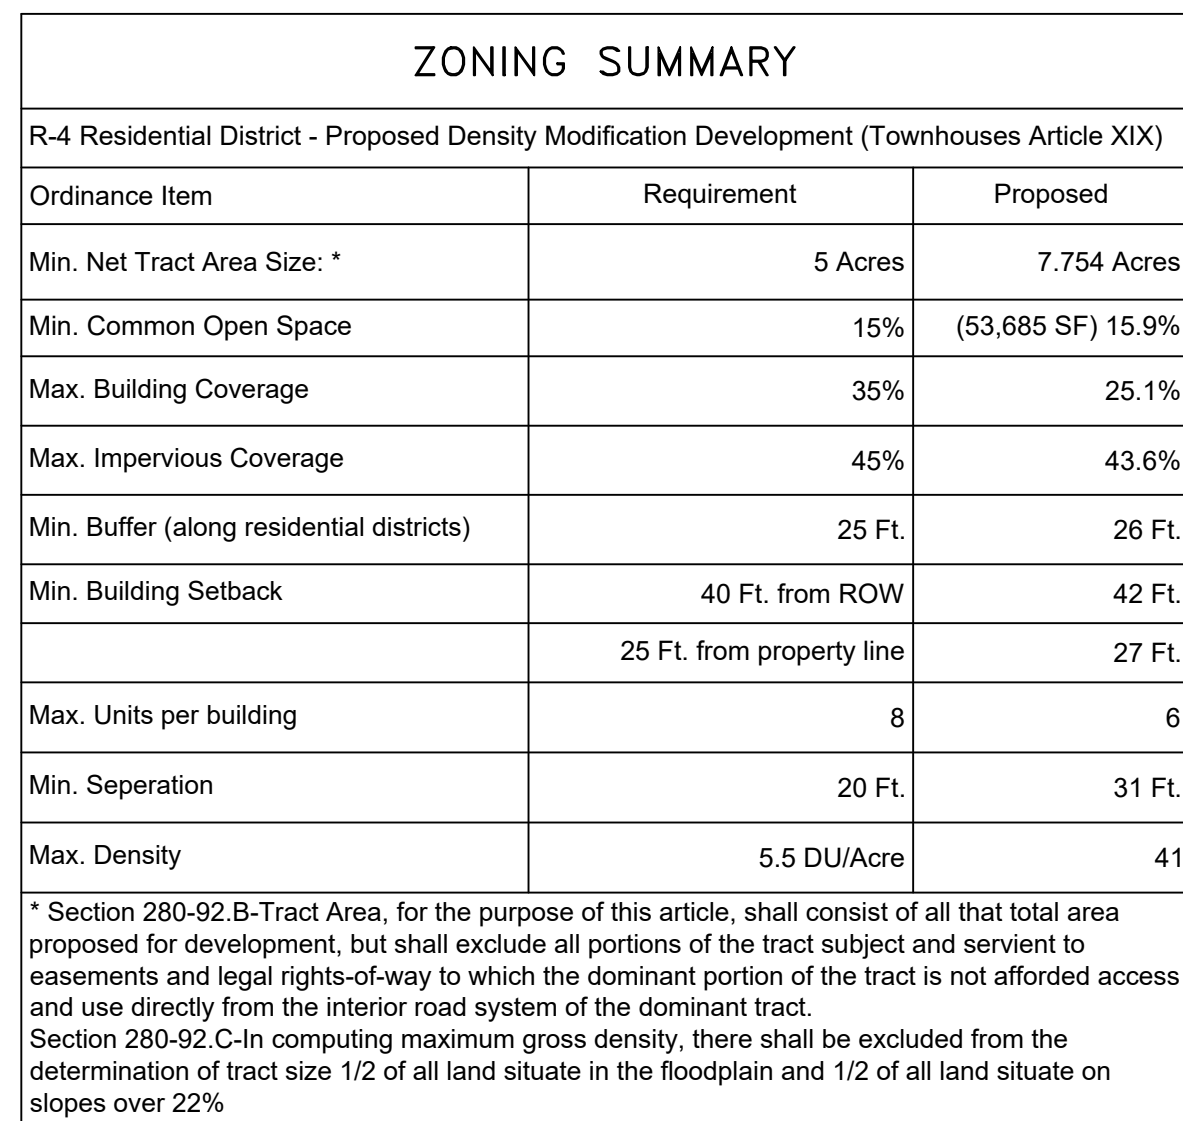 ZONING SUMMARY
R-4 Residential District - Proposed Density Modification Development (Townhouses Article XIX)
Ordinance Item Requirement Proposed
Min. Net Tract Area Size: * 5 Acres 7.754 Acres
Min. Common Open Space 15% (53,685 SF) 15.9%
Max. Building Coverage 35% 25.1%
Max. Impervious Coverage 45% 43.6%
Min. Buffer (along residential districts) 25 Ft. 26 Ft.
Min. Building Setback 40 Ft. from ROW 42 Ft.
25 Ft. from property line 27 Ft.
Max. Units per building 8 6
Min. Seperation 20 Ft. 31 Ft.
Max. Density 5.5 DU/Acre 41
* Section 280-92.B-Tract Area, for the purpose of this article, shall consist of all that total area
proposed for development, but shall exclude all portions of the tract subject and servient to
easements and legal rights-of-way to which the dominant portion of the tract is not afforded access
and use directly from the interior road system of the dominant tract.
Section 280-92.C-In computing maximum gross density, there shall be excluded from the
determination of tract size 1/2 of all land situate in the floodplain and 1/2 of all land situate on
slopes over 22%